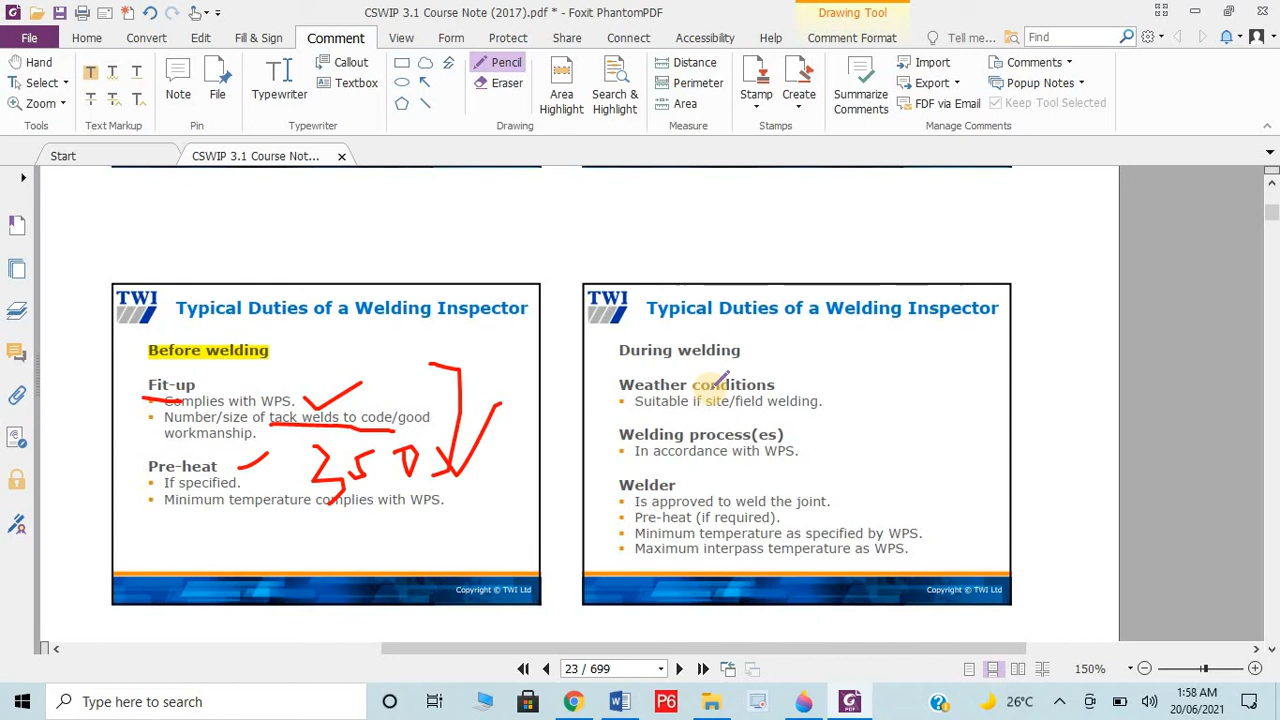 CSWIP 3.1 Course Note (2017).pdf * - Foxit PhantomPDF
Drawing Tool
File Home Convert Edit Fill & Sign Comment View Form Protect Share Connect Accessibility Help Comment Format Tell me... Find
Hand
Select
Zoom
Tools
Text Markup
Note
File
Pin
Typewriter
Callout
Textbox
Typewriter
Pencil
Eraser
Drawing
Area Highlight
Search & Highlight
Distance
Perimeter
Area
Measure
Stamp
Create
Stamps
Summarize Comments
Import
Export
FDF via Email
Comments
Popup Notes
Keep Tool Selected
Manage Comments
Start
CSWIP 3.1 Course Not...
TWI
Typical Duties of a Welding Inspector
Before welding
Fit-up
Complies with WPS.
Number/size of tack welds to code/good
workmanship.
350
Pre-heat
If specified.
Minimum temperature complies with WPS.
Copyright © TWI Ltd
TWI
Typical Duties of a Welding Inspector
During welding
Weather conditions
Suitable if site/field welding.
Welding process(es)
In accordance with WPS.
Welder
Is approved to weld the joint.
Pre-heat (if required).
Minimum temperature as specified by WPS.
Maximum interpass temperature as WPS.
Copyright © TWI Ltd
23 / 699
150%
Type here to search
P6
26°C
1:58 AM
20/06/2021